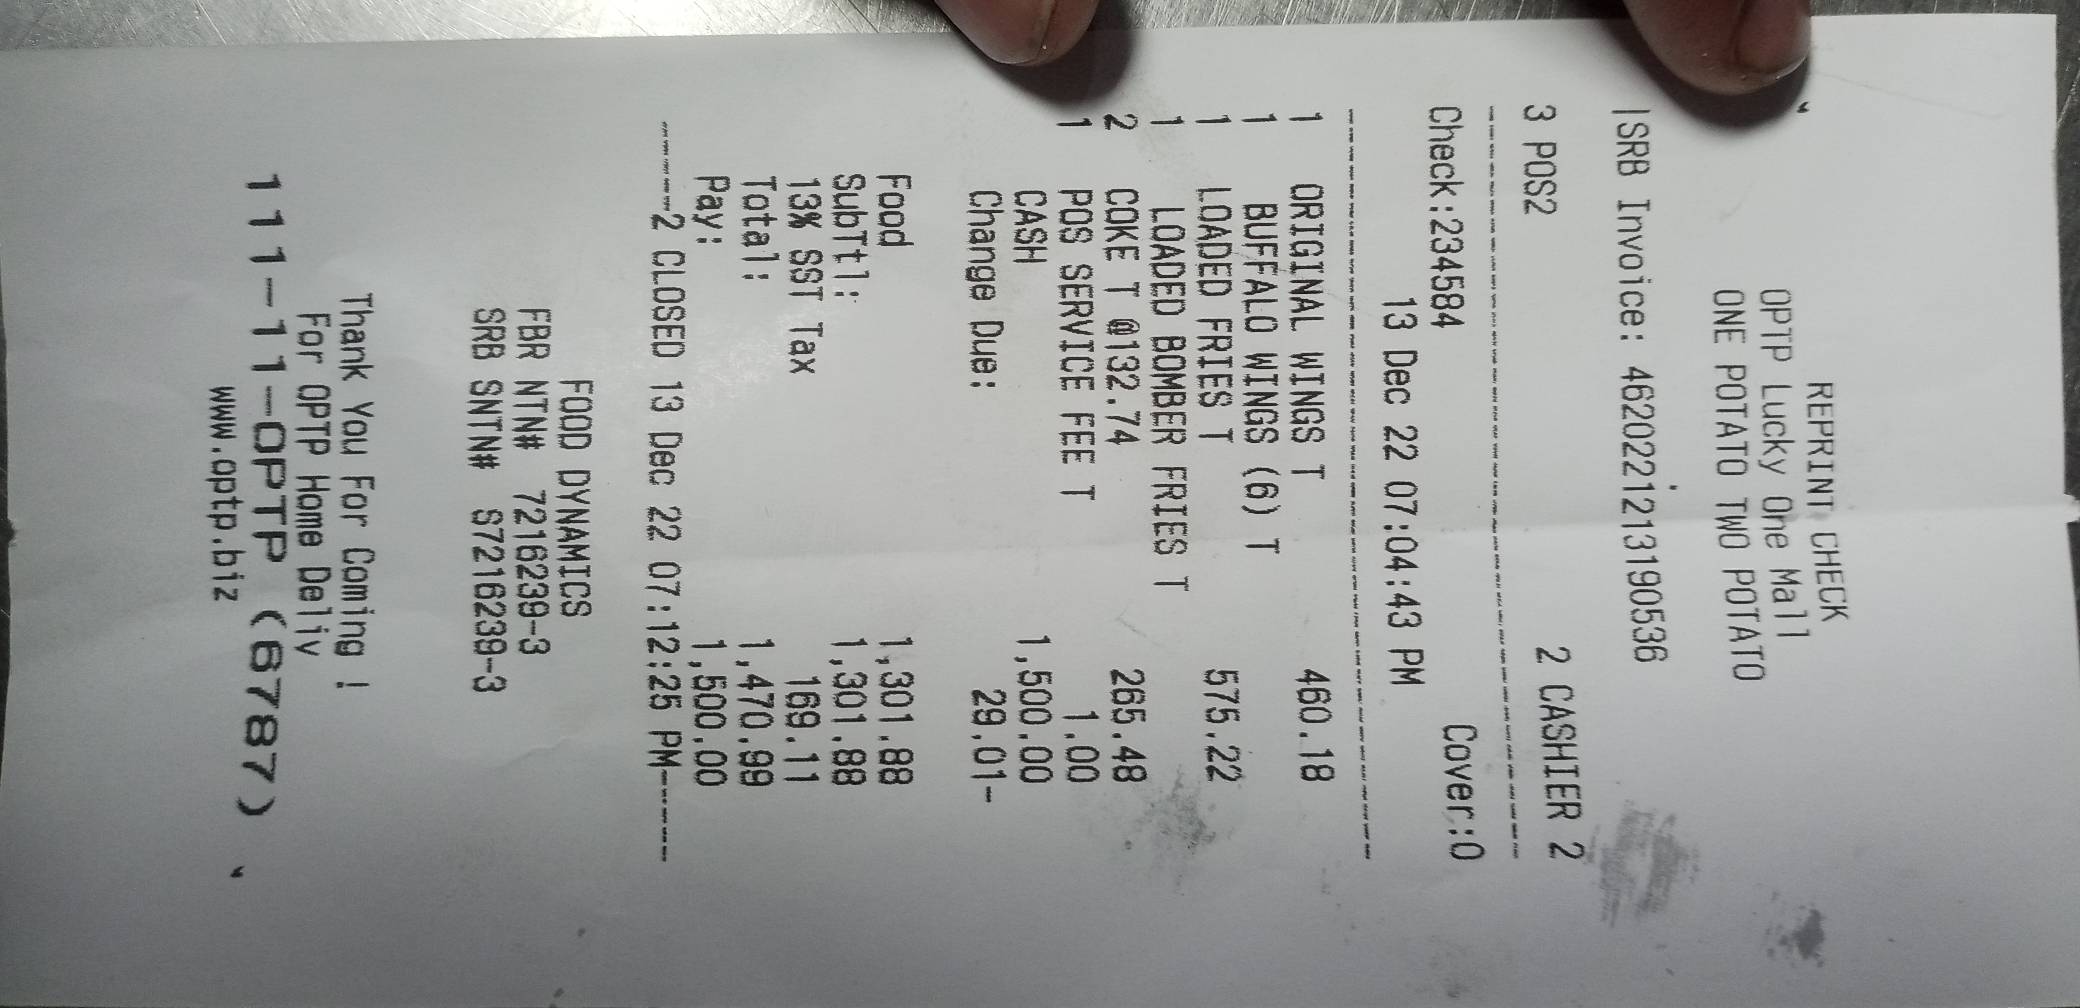 REPRINT CHECK
OPTP Lucky One Mall
ONE POTATO TWO POTATO
|SRB Invoice: 4620221213190536
3 POS2 2 CASHIER 2
--------------------------------
Check:234584 Cover:0
13 Dec 22 07:04:43 PM
--------------------------------
1 ORIGINAL WINGS T 460.18
1 BUFFALO WINGS (6) T
1 LOADED FRIES T 575.22
1 LOADED BOMBER FRIES T
2 COKE T @132.74 265.48
1 POS SERVICE FEE T 1.00
CASH 1,500.00
Change Due: 29.01-
Food 1,301.88
SubTtl: 1,301.88
13% SST Tax 169.11
Total: 1,470.99
Pay: 1,500.00
------2 CLOSED 13 Dec 22 07:12:25 PM------
FOOD DYNAMICS
FBR NTN# 7216239-3
SRB SNTN# S7216239-3
Thank You For Coming !
For OPTP Home Deliv
111-11-OPTP (6787)
www.optp.biz